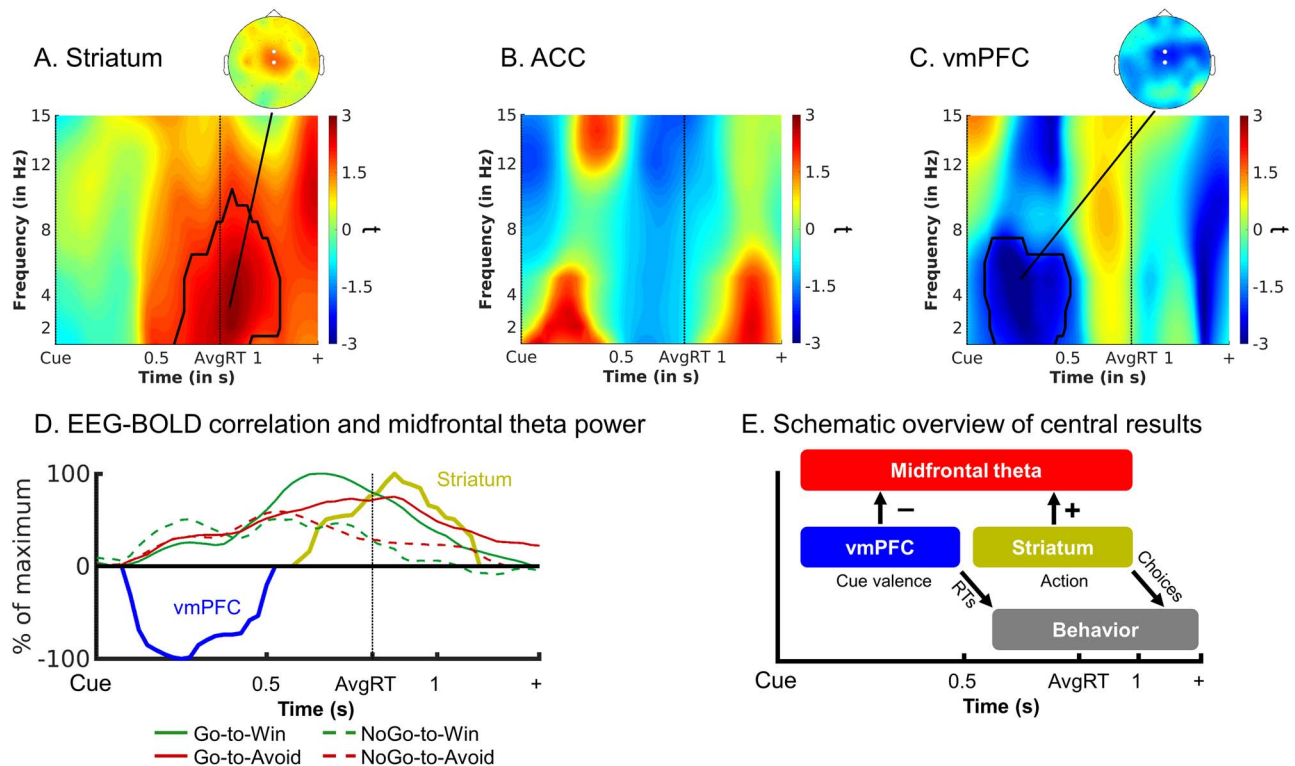 A. Striatum
B. ACC
C. vmPFC
Frequency (in Hz)
15
12
8
4
2
Cue 0.5 AvgRT 1 +
Time (in s)
3
1.5
0
-1.5
-3
t
Frequency (in Hz)
15
12
8
4
2
0.5 AvgRT 1 +
Time (in s)
3
1.5
0
-1.5
-3
t
Frequency (in Hz)
15
12
8
4
2
Cue 0.5 AvgRT 1 +
Time (in s)
3
1.5
0
-1.5
-3
t
D. EEG-BOLD correlation and midfrontal theta power
% of maximum
100
0
-100
Striatum
vmPFC
Cue 0.5 AvgRT 1 +
Time (s)
Go-to-Win NoGo-to-Win
Go-to-Avoid NoGo-to-Avoid
E. Schematic overview of central results
Midfrontal theta
− +
vmPFC Striatum
Cue valence Action
RTs Choices
Behavior
Cue 0.5 AvgRT 1 +
Time (s)